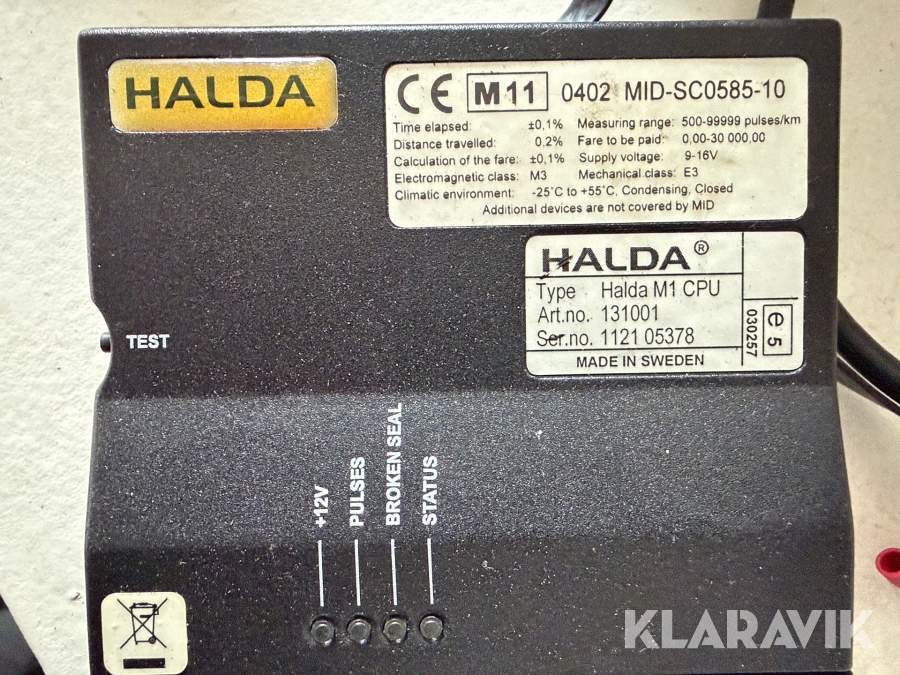 HALDA
CE M11 0402 MID-SC0585-10
Time elapsed: ±0,1% Measuring range: 500-99999 pulses/km
Distance travelled: 0,2% Fare to be paid: 0,00-30 000,00
Calculation of the fare: ±0,1% Supply voltage: 9-16V
Electromagnetic class: M3 Mechanical class: E3
Climatic environment: -25°C to +55°C, Condensing, Closed
Additional devices are not covered by MID
HALDA®
Type Halda M1 CPU
Art.no. 131001
Ser.no. 1121 05378
MADE IN SWEDEN
e 5
030257
TEST
+12V
PULSES
BROKEN SEAL
STATUS
KLARAVIK